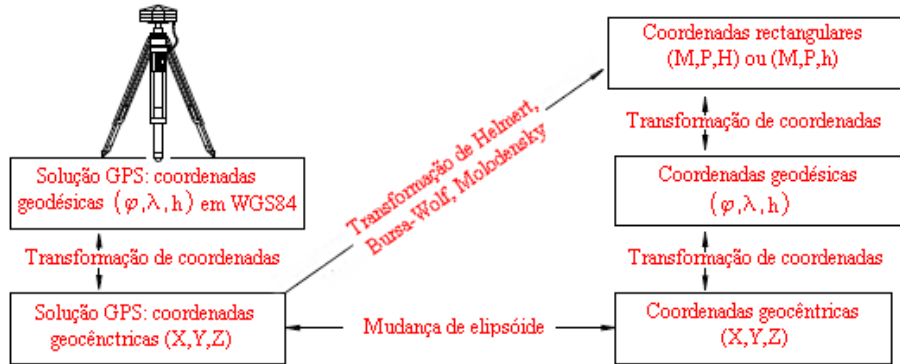 Solução GPS: coordenadas
geodésicas (φ,λ,h) em WGS84
Transformação de coordenadas
Solução GPS: coordenadas
geocênctricas (X,Y,Z)
Transformação de Helmert,
Bursa-Wolf, Molodensky
Mudança de elipsóide
Coordenadas rectangulares
(M,P,H) ou (M,P,h)
Transformação de coordenadas
Coordenadas geodésicas
(φ,λ,h)
Transformação de coordenadas
Coordenadas geocêntricas
(X,Y,Z)